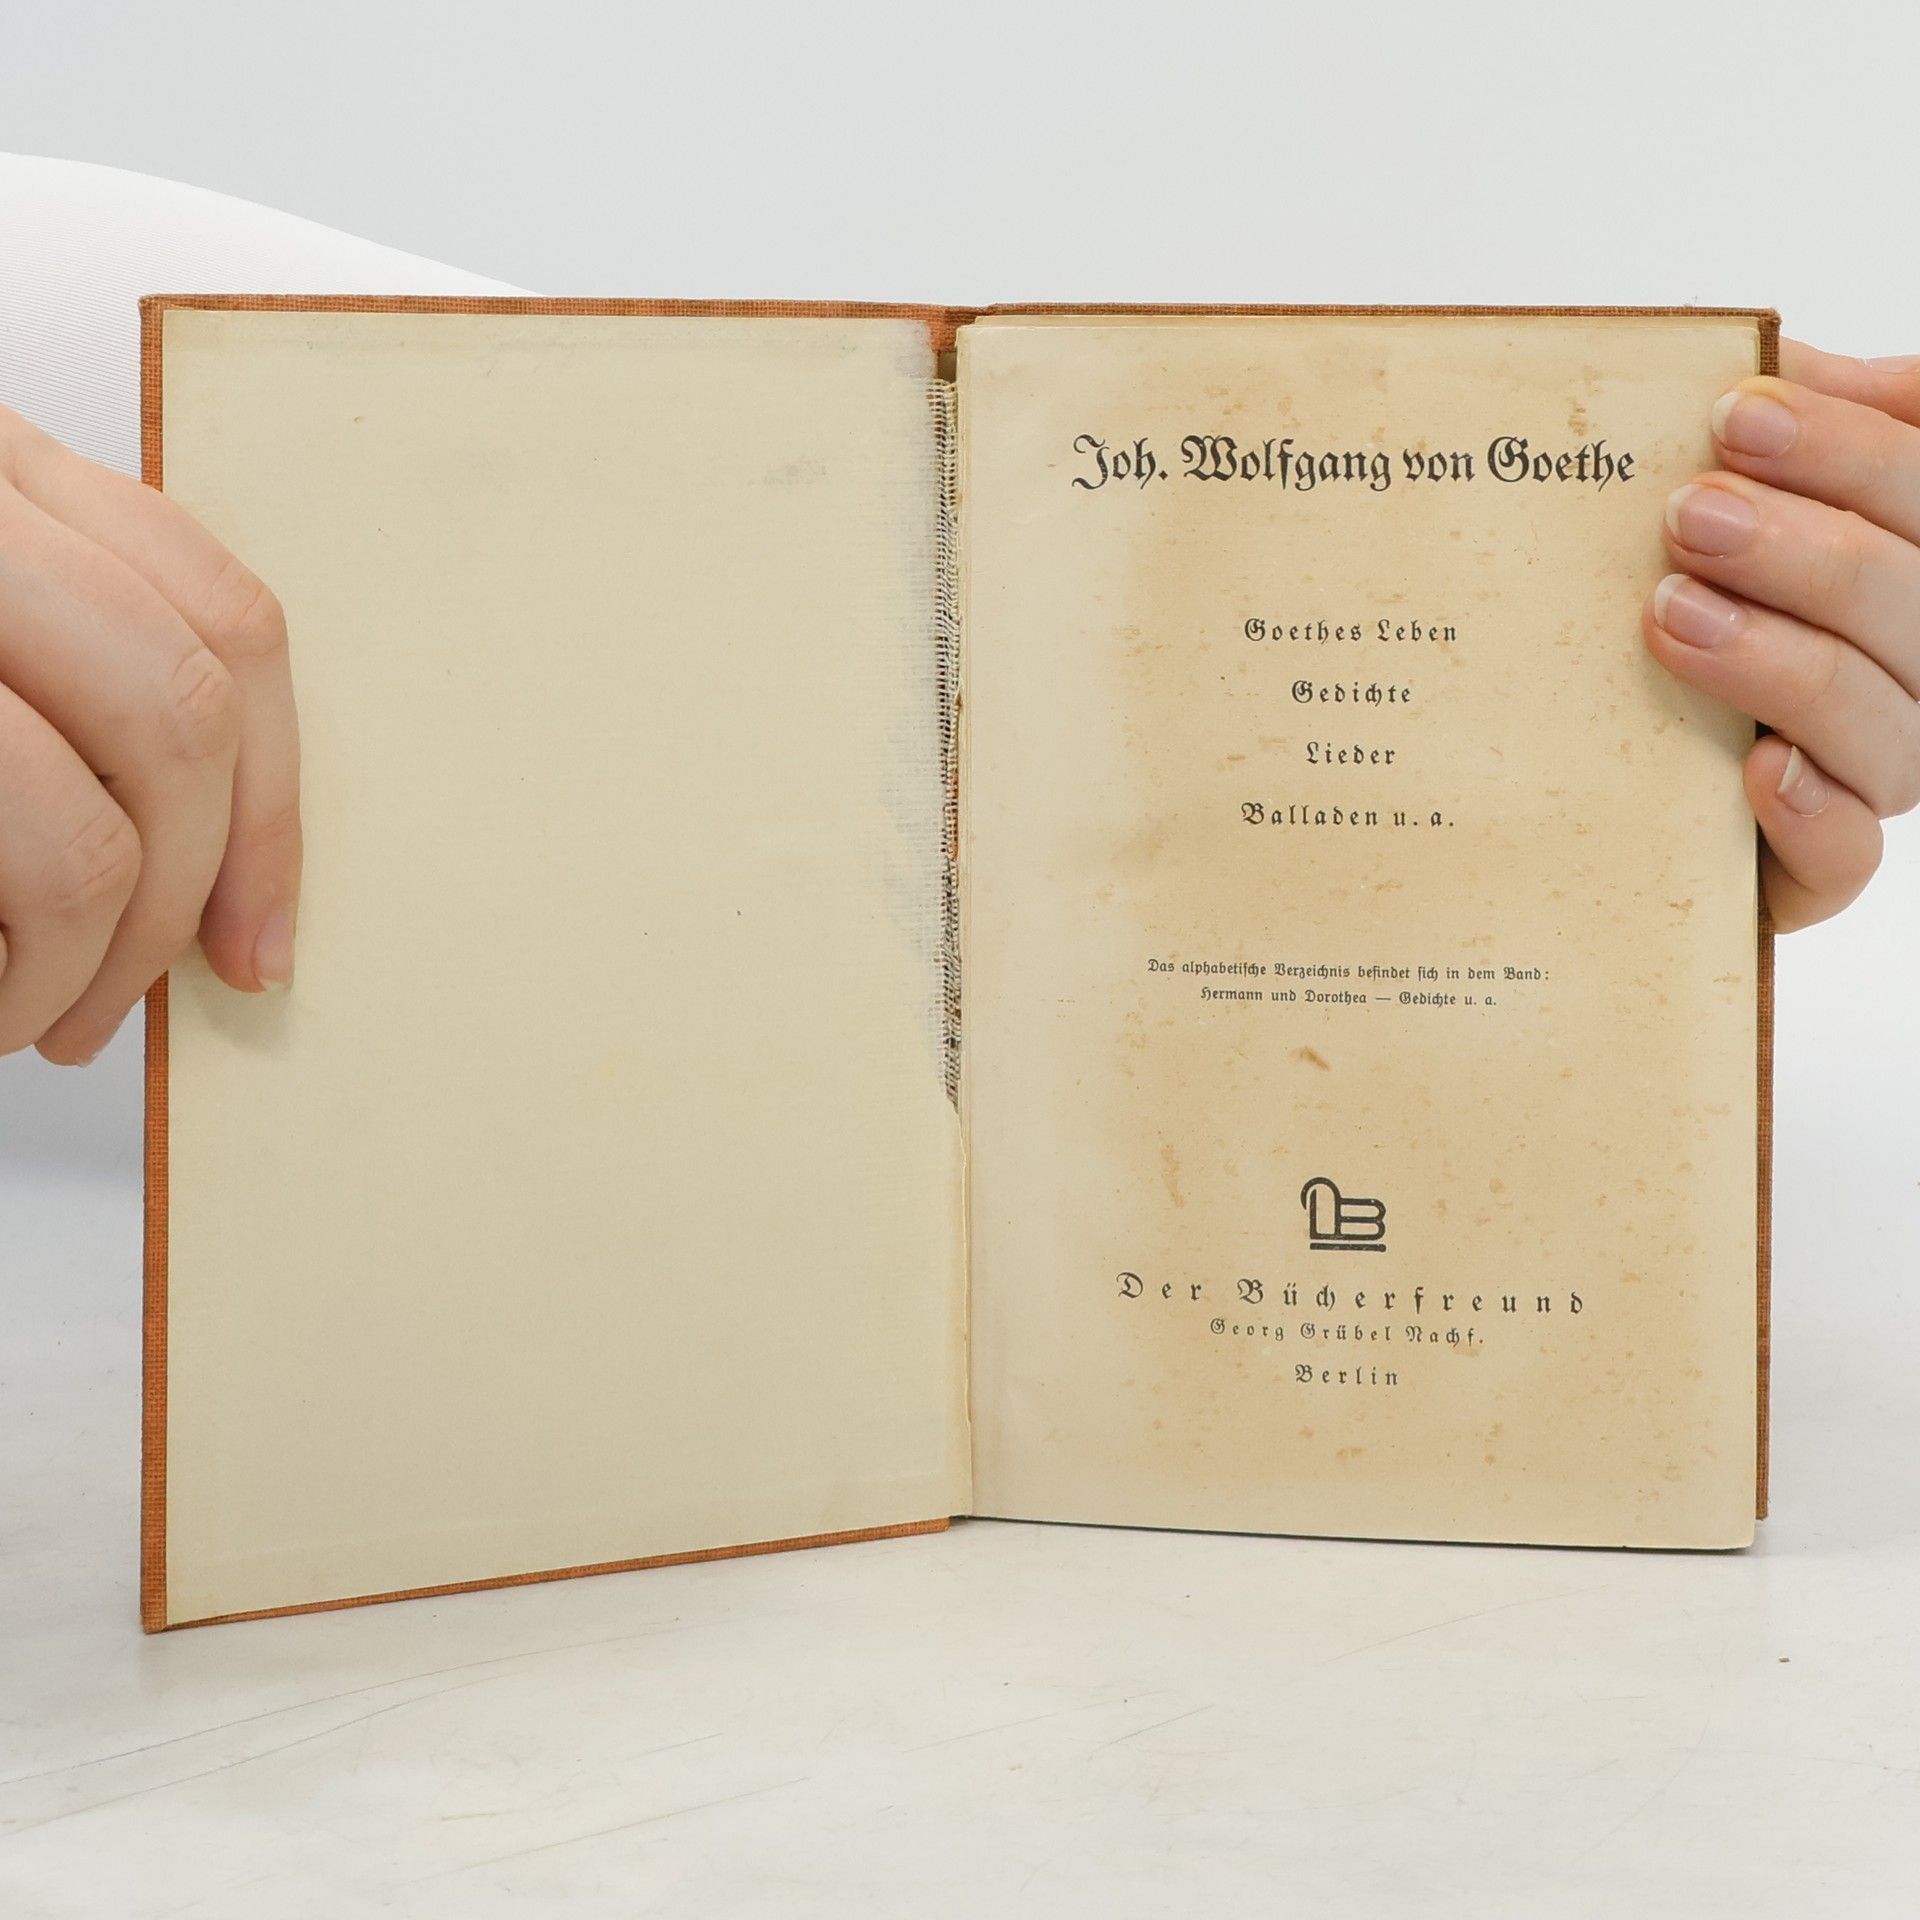 Joh. Wolfgang von Goethe
Goethes Leben
Gedichte
Lieder
Balladen u. a.
Das alphabetische Verzeichnis befindet sich in dem Band:
Hermann und Dorothea — Gedichte u. a.
Der Bücherfreund
Georg Grübel Nachf.
Berlin